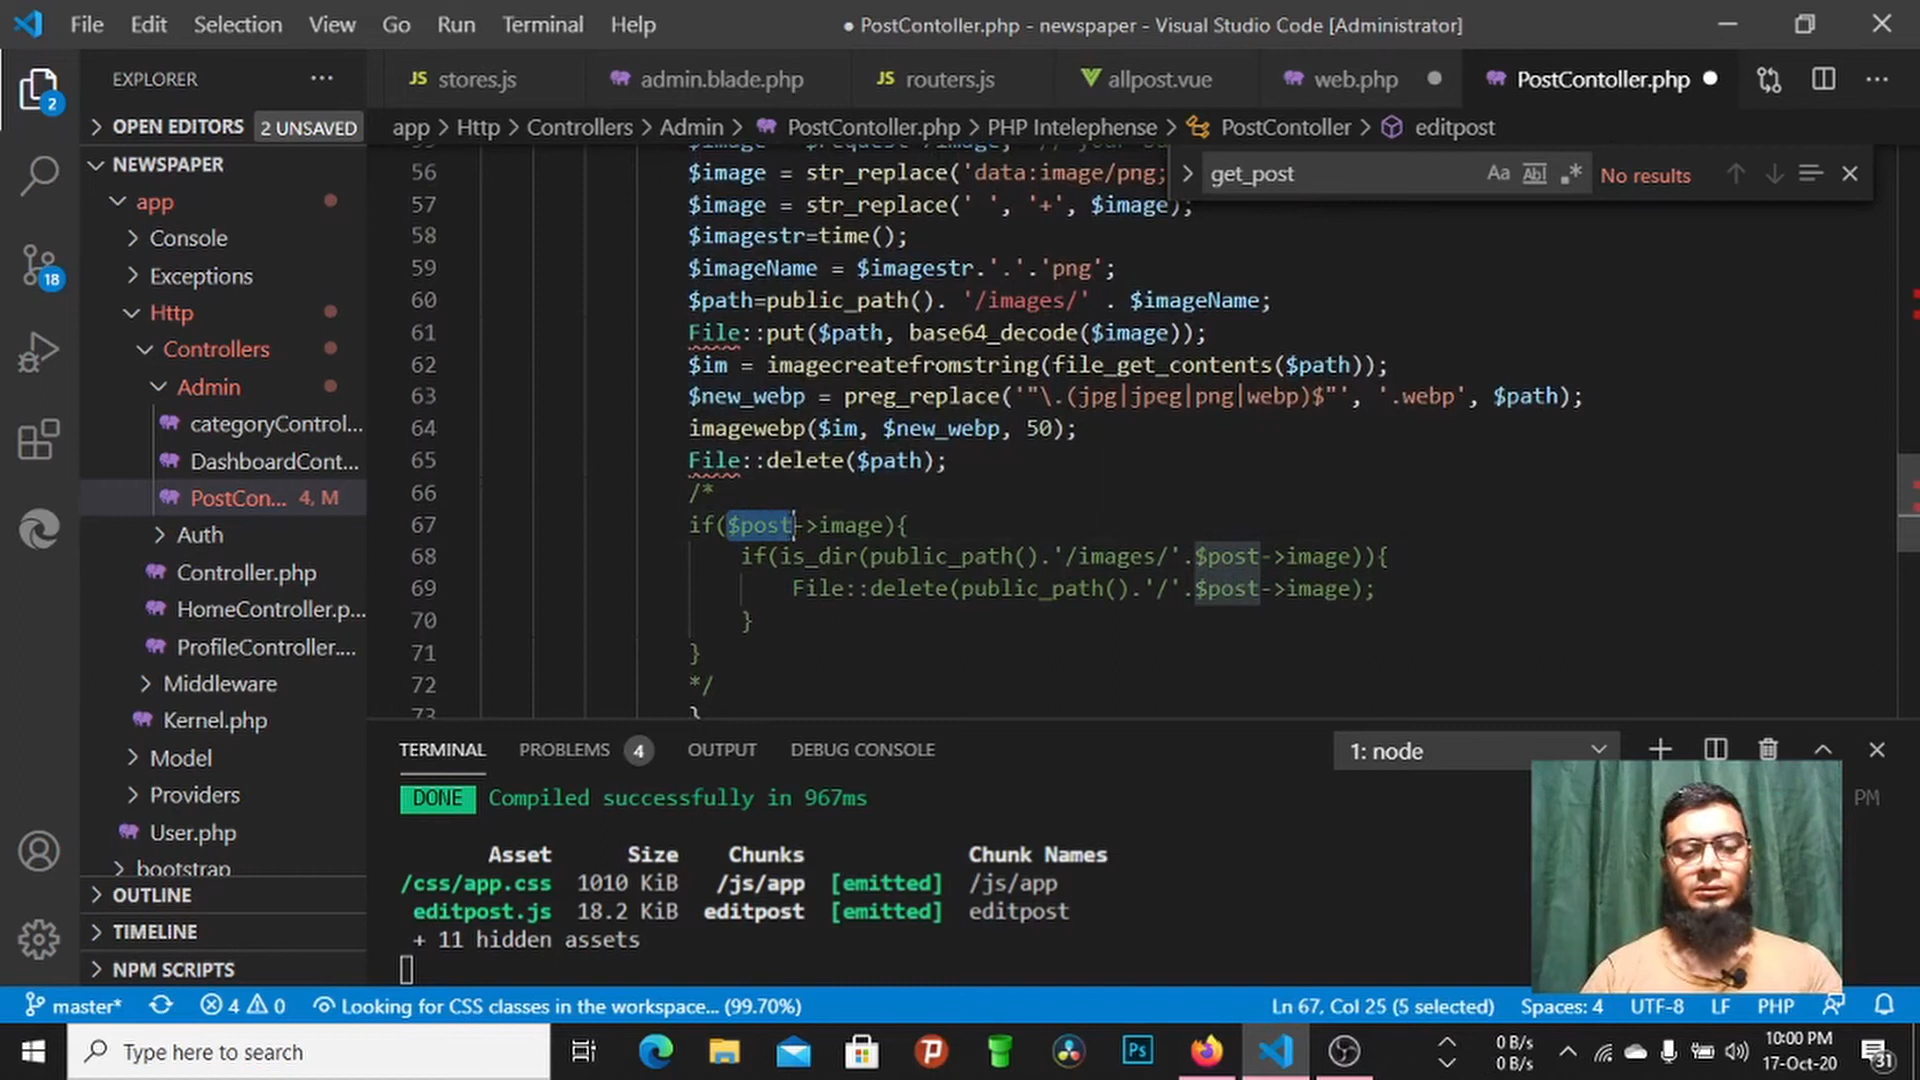 File Edit Selection View Go Run Terminal Help
● PostContoller.php - newspaper - Visual Studio Code [Administrator]
EXPLORER
JS stores.js
admin.blade.php
JS routers.js
allpost.vue
web.php
PostContoller.php
2
OPEN EDITORS 2 UNSAVED
app > Http > Controllers > Admin > PostContoller.php > PHP Intelephense > PostContoller > editpost
NEWSPAPER
app
Console
Exceptions
Http
Controllers
Admin
categoryControl...
DashboardCont...
PostCon... 4, M
Auth
Controller.php
HomeController.p...
ProfileController....
Middleware
Kernel.php
Model
Providers
User.php
bootstrap
OUTLINE
TIMELINE
NPM SCRIPTS
18
get_post
Aa
No results
56 $image = str_replace('data:image/png;
57 $image = str_replace(' ', '+', $image);
58 $imagestr=time();
59 $imageName = $imagestr.'.'.'png';
60 $path=public_path(). '/images/' . $imageName;
61 File::put($path, base64_decode($image));
62 $im = imagecreatefromstring(file_get_contents($path));
63 $new_webp = preg_replace('"\.(jpg|jpeg|png|webp)$"', '.webp', $path);
64 imagewebp($im, $new_webp, 50);
65 File::delete($path);
66 /*
67 if($post->image){
68 if(is_dir(public_path().'/images/'.$post->image)){
69 File::delete(public_path().'/'.$post->image);
70 }
71 }
72 */
73 }
TERMINAL PROBLEMS 4 OUTPUT DEBUG CONSOLE
1: node
DONE Compiled successfully in 967ms
PM
Asset Size Chunks Chunk Names
/css/app.css 1010 KiB /js/app [emitted] /js/app
editpost.js 18.2 KiB editpost [emitted] editpost
+ 11 hidden assets
master* 4 0 Looking for CSS classes in the workspace... (99.70%)
Ln 67, Col 25 (5 selected) Spaces: 4 UTF-8 LF PHP
Type here to search
Ps
0 B/s
0 B/s
10:00 PM
17-Oct-20
31